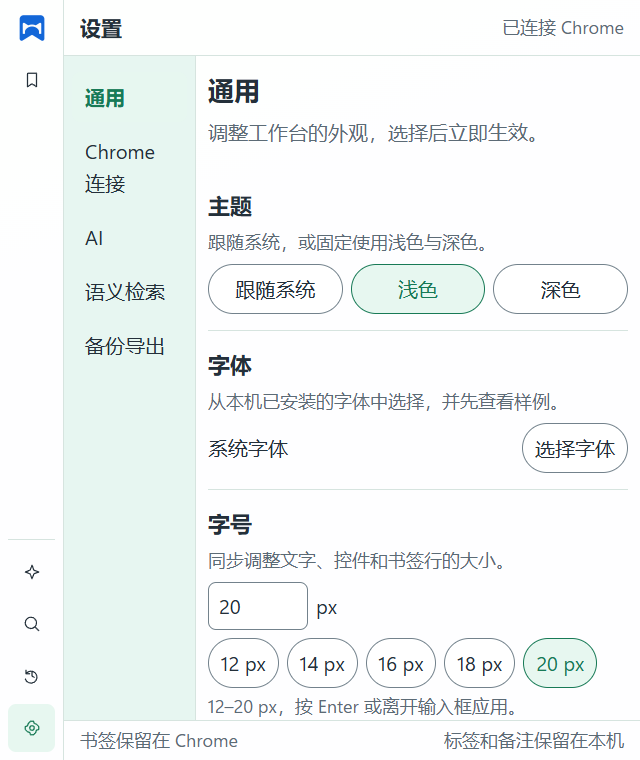 设置
已连接 Chrome
通用
Chrome
连接
AI
语义检索
备份导出
通用
调整工作台的外观，选择后立即生效。
主题
跟随系统，或固定使用浅色与深色。
跟随系统
浅色
深色
字体
从本机已安装的字体中选择，并先查看样例。
系统字体
选择字体
字号
同步调整文字、控件和书签行的大小。
20 px
12 px
14 px
16 px
18 px
20 px
12–20 px，按 Enter 或离开输入框应用。
书签保留在 Chrome
标签和备注保留在本机